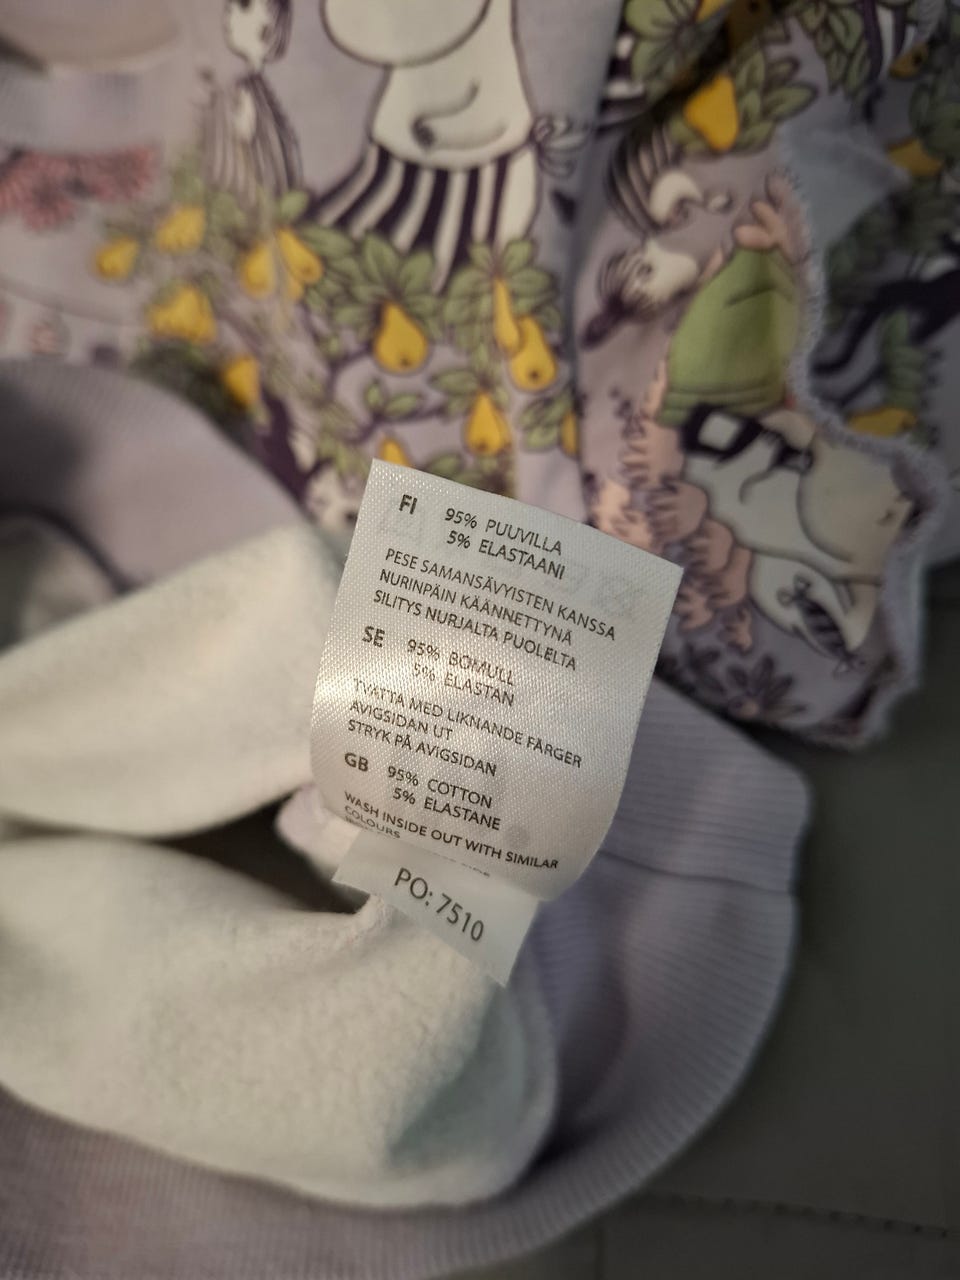 FI 95% PUUVILLA
5% ELASTAANI
PESE SAMANSÄVYISTEN KANSSA
NURINPÄIN KÄÄNNETTYNÄ
SILITYS NURJALTA PUOLELTA
SE 95% BOMULL
5% ELASTAN
TVÄTTA MED LIKNANDE FÄRGER
AVIGSIDAN UT
STRYK PÅ AVIGSIDAN
GB 95% COTTON
5% ELASTANE
WASH INSIDE OUT WITH SIMILAR
COLOURS
PO: 7510